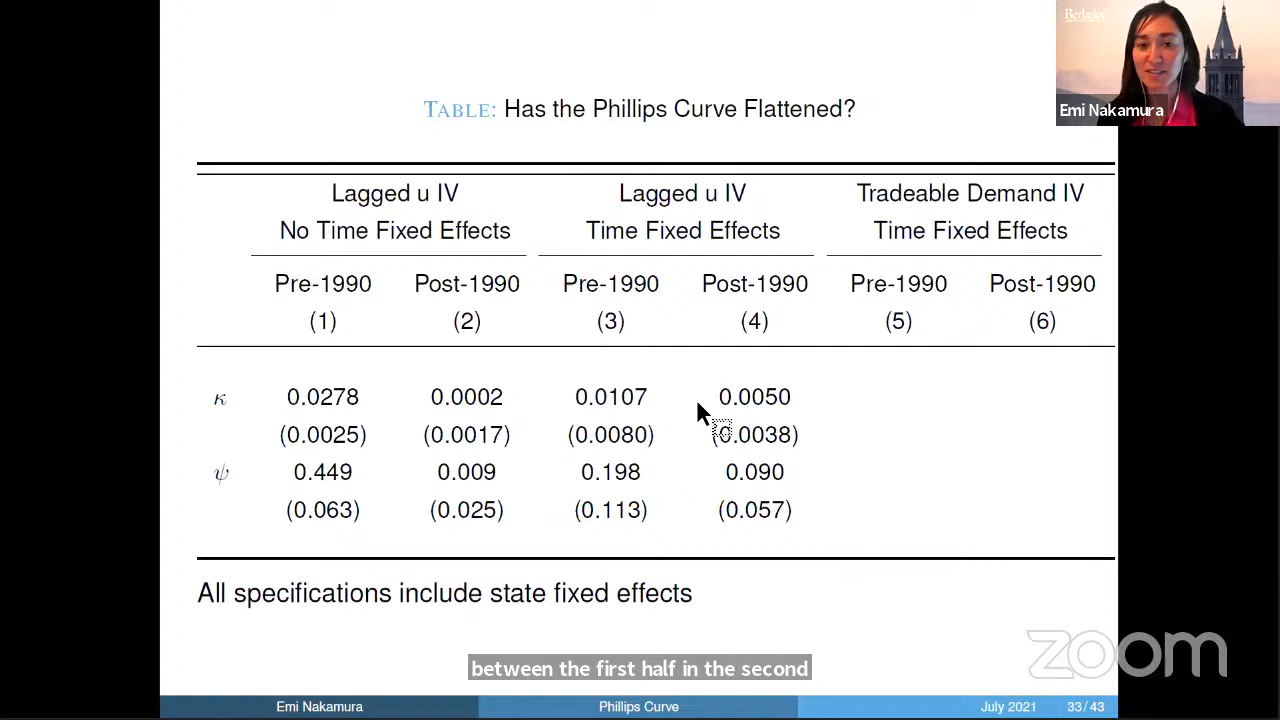 Berkeley
Emi Nakamura
TABLE: Has the Phillips Curve Flattened?
Lagged u IV Lagged u IV Tradeable Demand IV
No Time Fixed Effects Time Fixed Effects Time Fixed Effects
Pre-1990 Post-1990 Pre-1990 Post-1990 Pre-1990 Post-1990
(1) (2) (3) (4) (5) (6)
κ 0.0278 0.0002 0.0107 0.0050
(0.0025) (0.0017) (0.0080) (0.0038)
ψ 0.449 0.009 0.198 0.090
(0.063) (0.025) (0.113) (0.057)
All specifications include state fixed effects
zoom
between the first half in the second
Emi Nakamura Phillips Curve July 2021 33/43